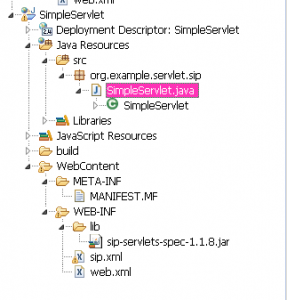 web.xml
SimpleServlet
Deployment Descriptor: SimpleServlet
Java Resources
src
org.example.servlet.sip
SimpleServlet.java
SimpleServlet
Libraries
JavaScript Resources
build
WebContent
META-INF
MANIFEST.MF
WEB-INF
lib
sip-servlets-spec-1.1.8.jar
sip.xml
web.xml